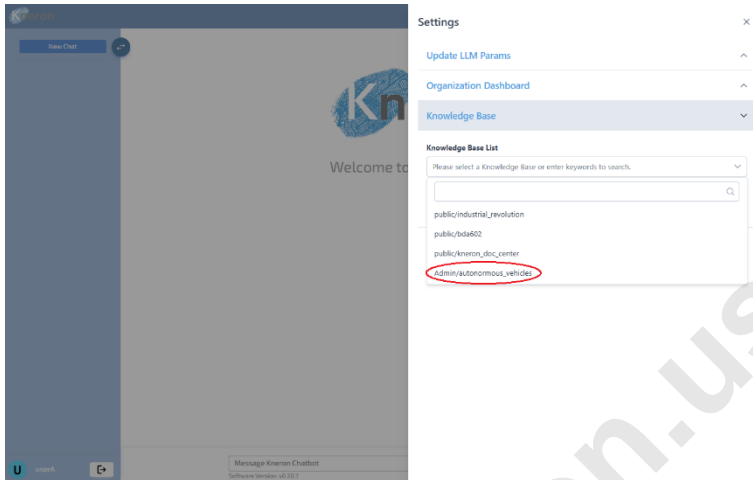 Kneron
New Chat
Kn
Welcome to
Settings
Update LLM Params
Organization Dashboard
Knowledge Base
Knowledge Base List
Please select a Knowledge Base or enter keywords to search.
public/industrial_revolution
public/bda602
public/kneron_doc_center
Admin/autonormous_vehicles
U userA
Message Kneron Chatbot